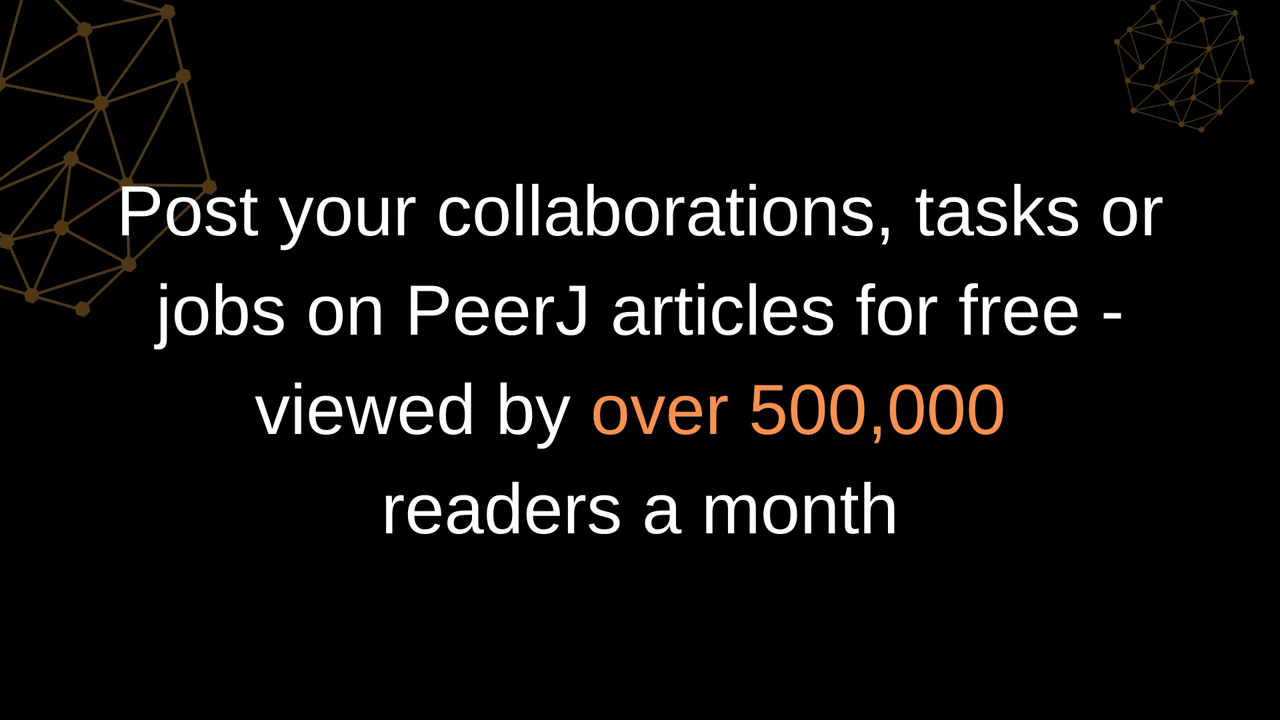 Post your collaborations, tasks or
jobs on PeerJ articles for free -
viewed by over 500,000
readers a month